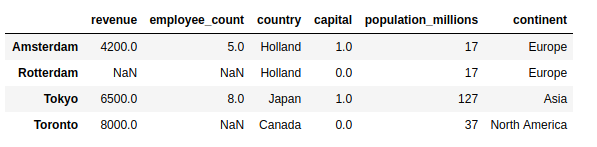 revenue employee_count country capital population_millions continent
Amsterdam 4200.0 5.0 Holland 1.0 17 Europe
Rotterdam NaN NaN Holland 0.0 17 Europe
Tokyo 6500.0 8.0 Japan 1.0 127 Asia
Toronto 8000.0 NaN Canada 0.0 37 North America